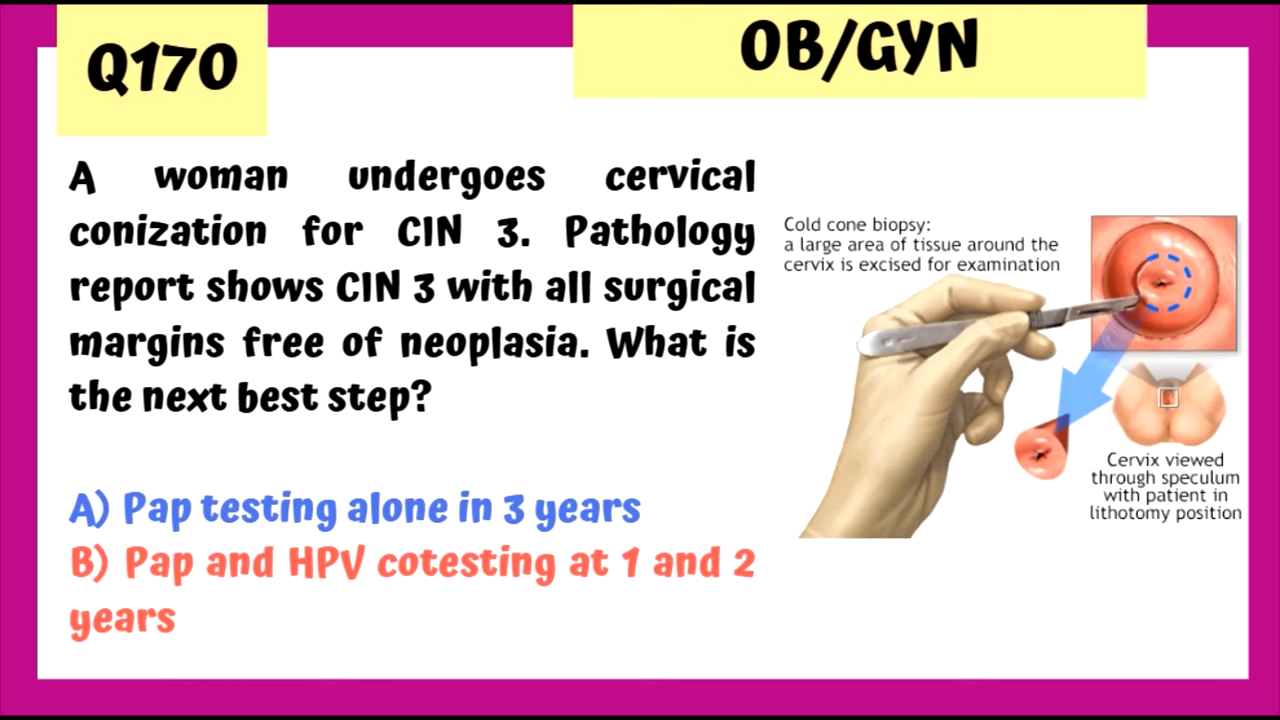 Q170
OB/GYN
A woman undergoes cervical
conization for CIN 3. Pathology
report shows CIN 3 with all surgical
margins free of neoplasia. What is
the next best step?
A) Pap testing alone in 3 years
B) Pap and HPV cotesting at 1 and 2
years
Cold cone biopsy:
a large area of tissue around the
cervix is excised for examination
Cervix viewed
through speculum
with patient in
lithotomy position